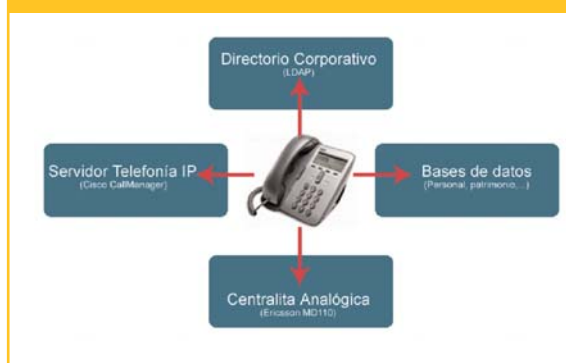 Directorio Corporativo
(LDAP)
Servidor Telefonía IP
(Cisco CallManager)
Bases de datos
(Personal, patrimonio,...)
Centralita Analógica
(Ericsson MD110)